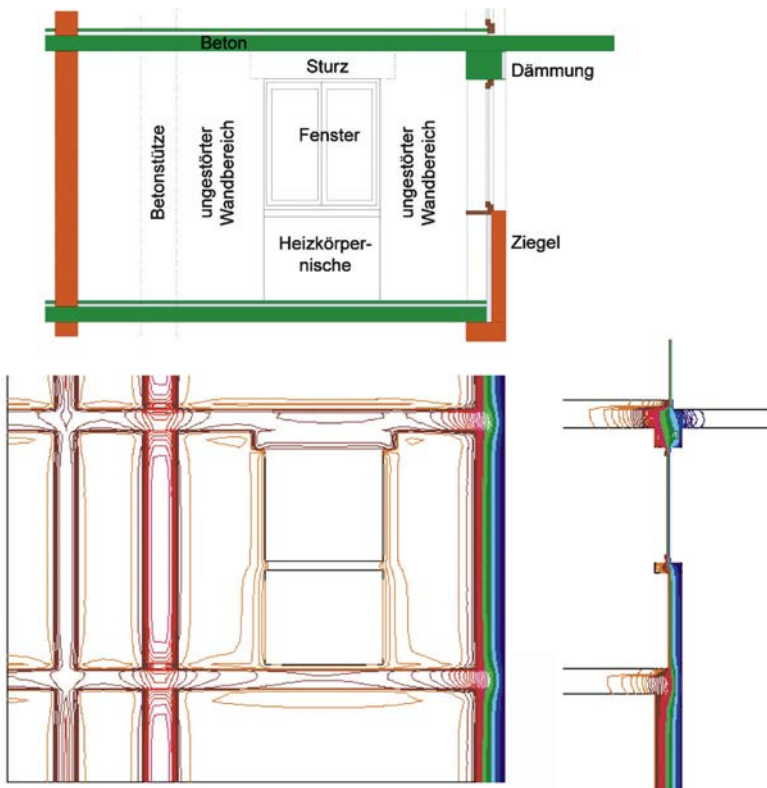 Beton
Sturz
Dämmung
Betonstütze
ungestörter
Wandbereich
Fenster
ungestörter
Wandbereich
Heizkörper-
nische
Ziegel